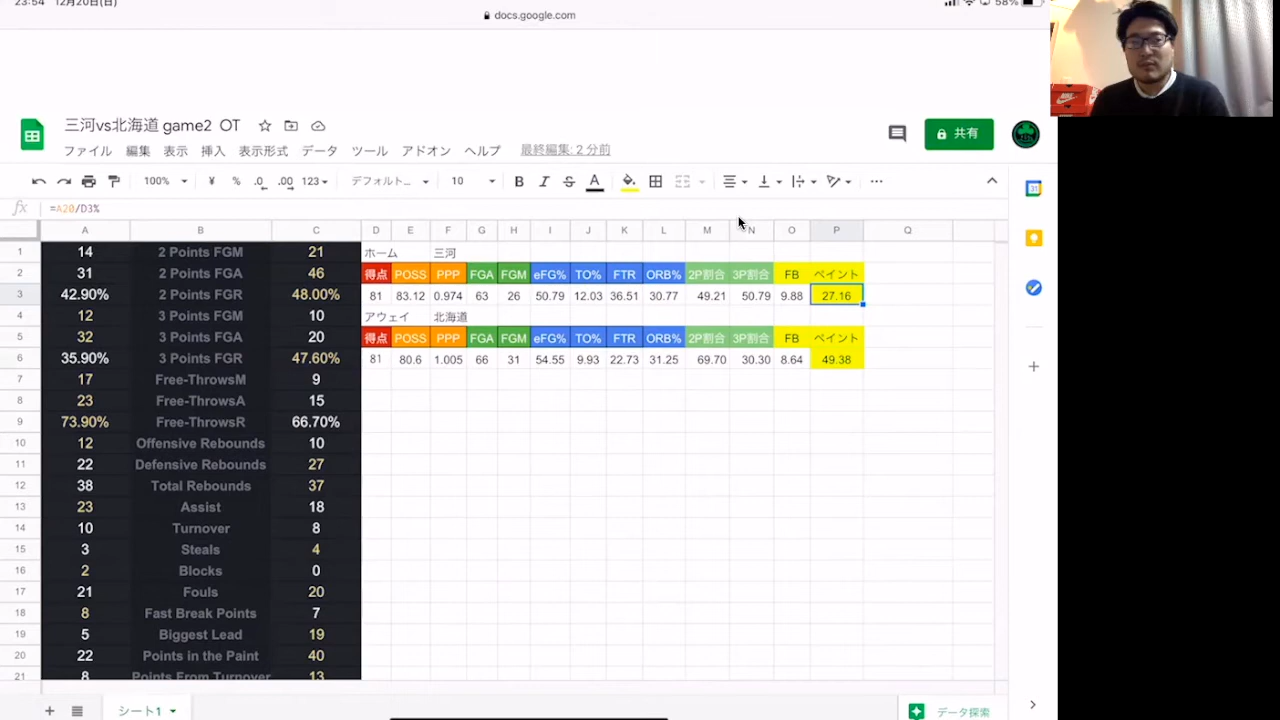 23:54 12月20日(日)
58%
docs.google.com
三河vs北海道 game2 OT
共有
ファイル 編集 表示 挿入 表示形式 データ ツール アドオン ヘルプ 最終編集: 2 分前
100% ¥ % .0 .00 123 デフォルト... 10 B I S A ...
fx =A20/D3%
A B C D E F G H I J K L M N O P Q
1 14 2 Points FGM 21 ホーム 三河
2 31 2 Points FGA 46 得点 POSS PPP FGA FGM eFG% TO% FTR ORB% 2P割合 3P割合 FB ペイント
3 42.90% 2 Points FGR 48.00% 81 83.12 0.974 63 26 50.79 12.03 36.51 30.77 49.21 50.79 9.88 27.16
4 12 3 Points FGM 10 アウェイ 北海道
5 32 3 Points FGA 20 得点 POSS PPP FGA FGM eFG% TO% FTR ORB% 2P割合 3P割合 FB ペイント
6 35.90% 3 Points FGR 47.60% 81 80.6 1.005 66 31 54.55 9.93 22.73 31.25 69.70 30.30 8.64 49.38
7 17 Free-ThrowsM 9
8 23 Free-ThrowsA 15
9 73.90% Free-ThrowsR 66.70%
10 12 Offensive Rebounds 10
11 22 Defensive Rebounds 27
12 38 Total Rebounds 37
13 23 Assist 18
14 10 Turnover 8
15 3 Steals 4
16 2 Blocks 0
17 21 Fouls 20
18 8 Fast Break Points 7
19 5 Biggest Lead 19
20 22 Points in the Paint 40
21 8 Points From Turnover 13
シート1
データ探索
31
NIKE